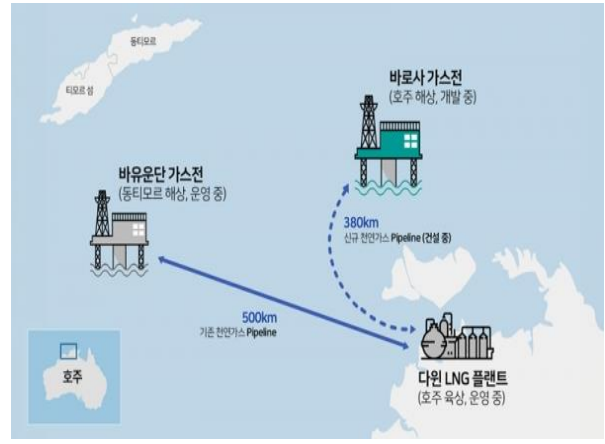 동티모르
티모르 섬
바로사 가스전
(호주 해상, 개발 중)
바유운단 가스전
(동티모르 해상, 운영 중)
380km
신규 천연가스 Pipeline (건설 중)
500km
기존 천연가스 Pipeline
호주
다윈 LNG 플랜트
(호주 육상, 운영 중)